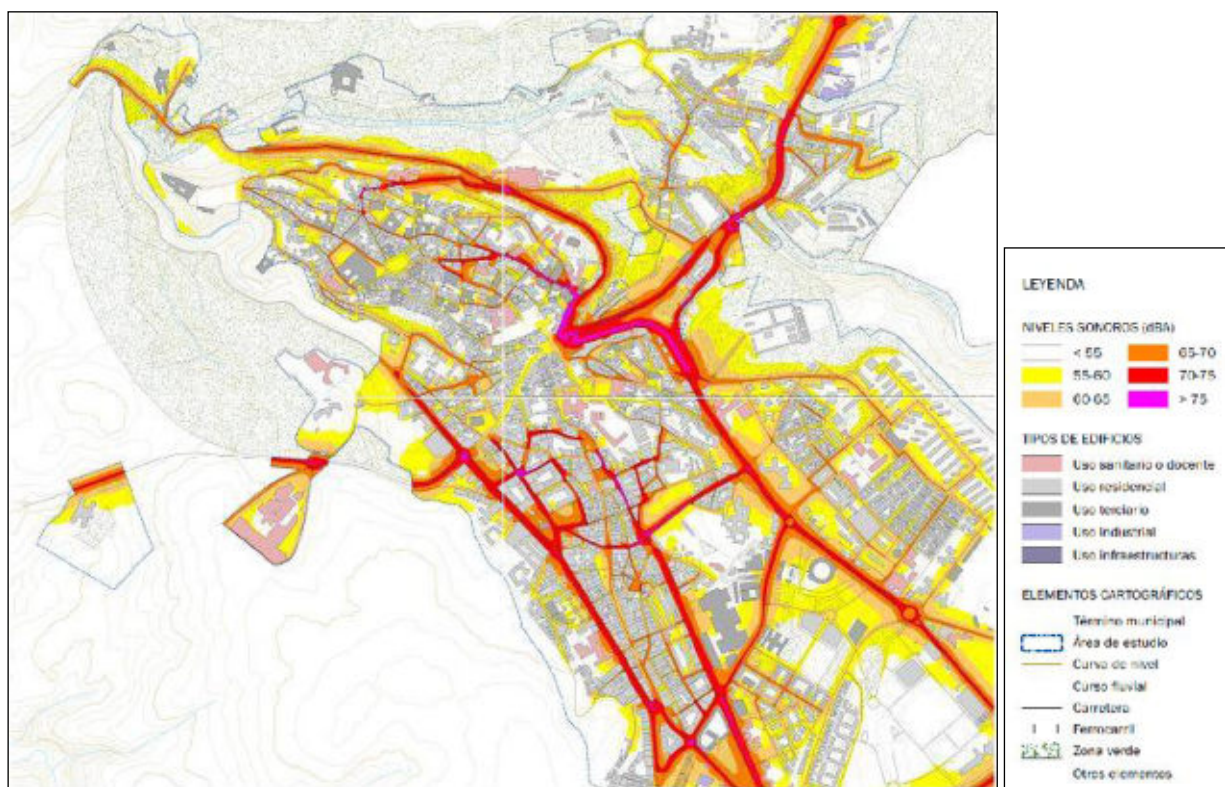 LEYENDA
NIVELES SONOROS (dBA)
< 55
65-70
55-60
70-75
60-65
> 75
TIPOS DE EDIFICIOS
Uso sanitario o docente
Uso residencial
Uso terciario
Uso industrial
Uso infraestructuras
ELEMENTOS CARTOGRÁFICOS
Término municipal
Área de estudio
Curva de nivel
Curso fluvial
Carretera
Ferrocarril
Zona verde
Otros elementos